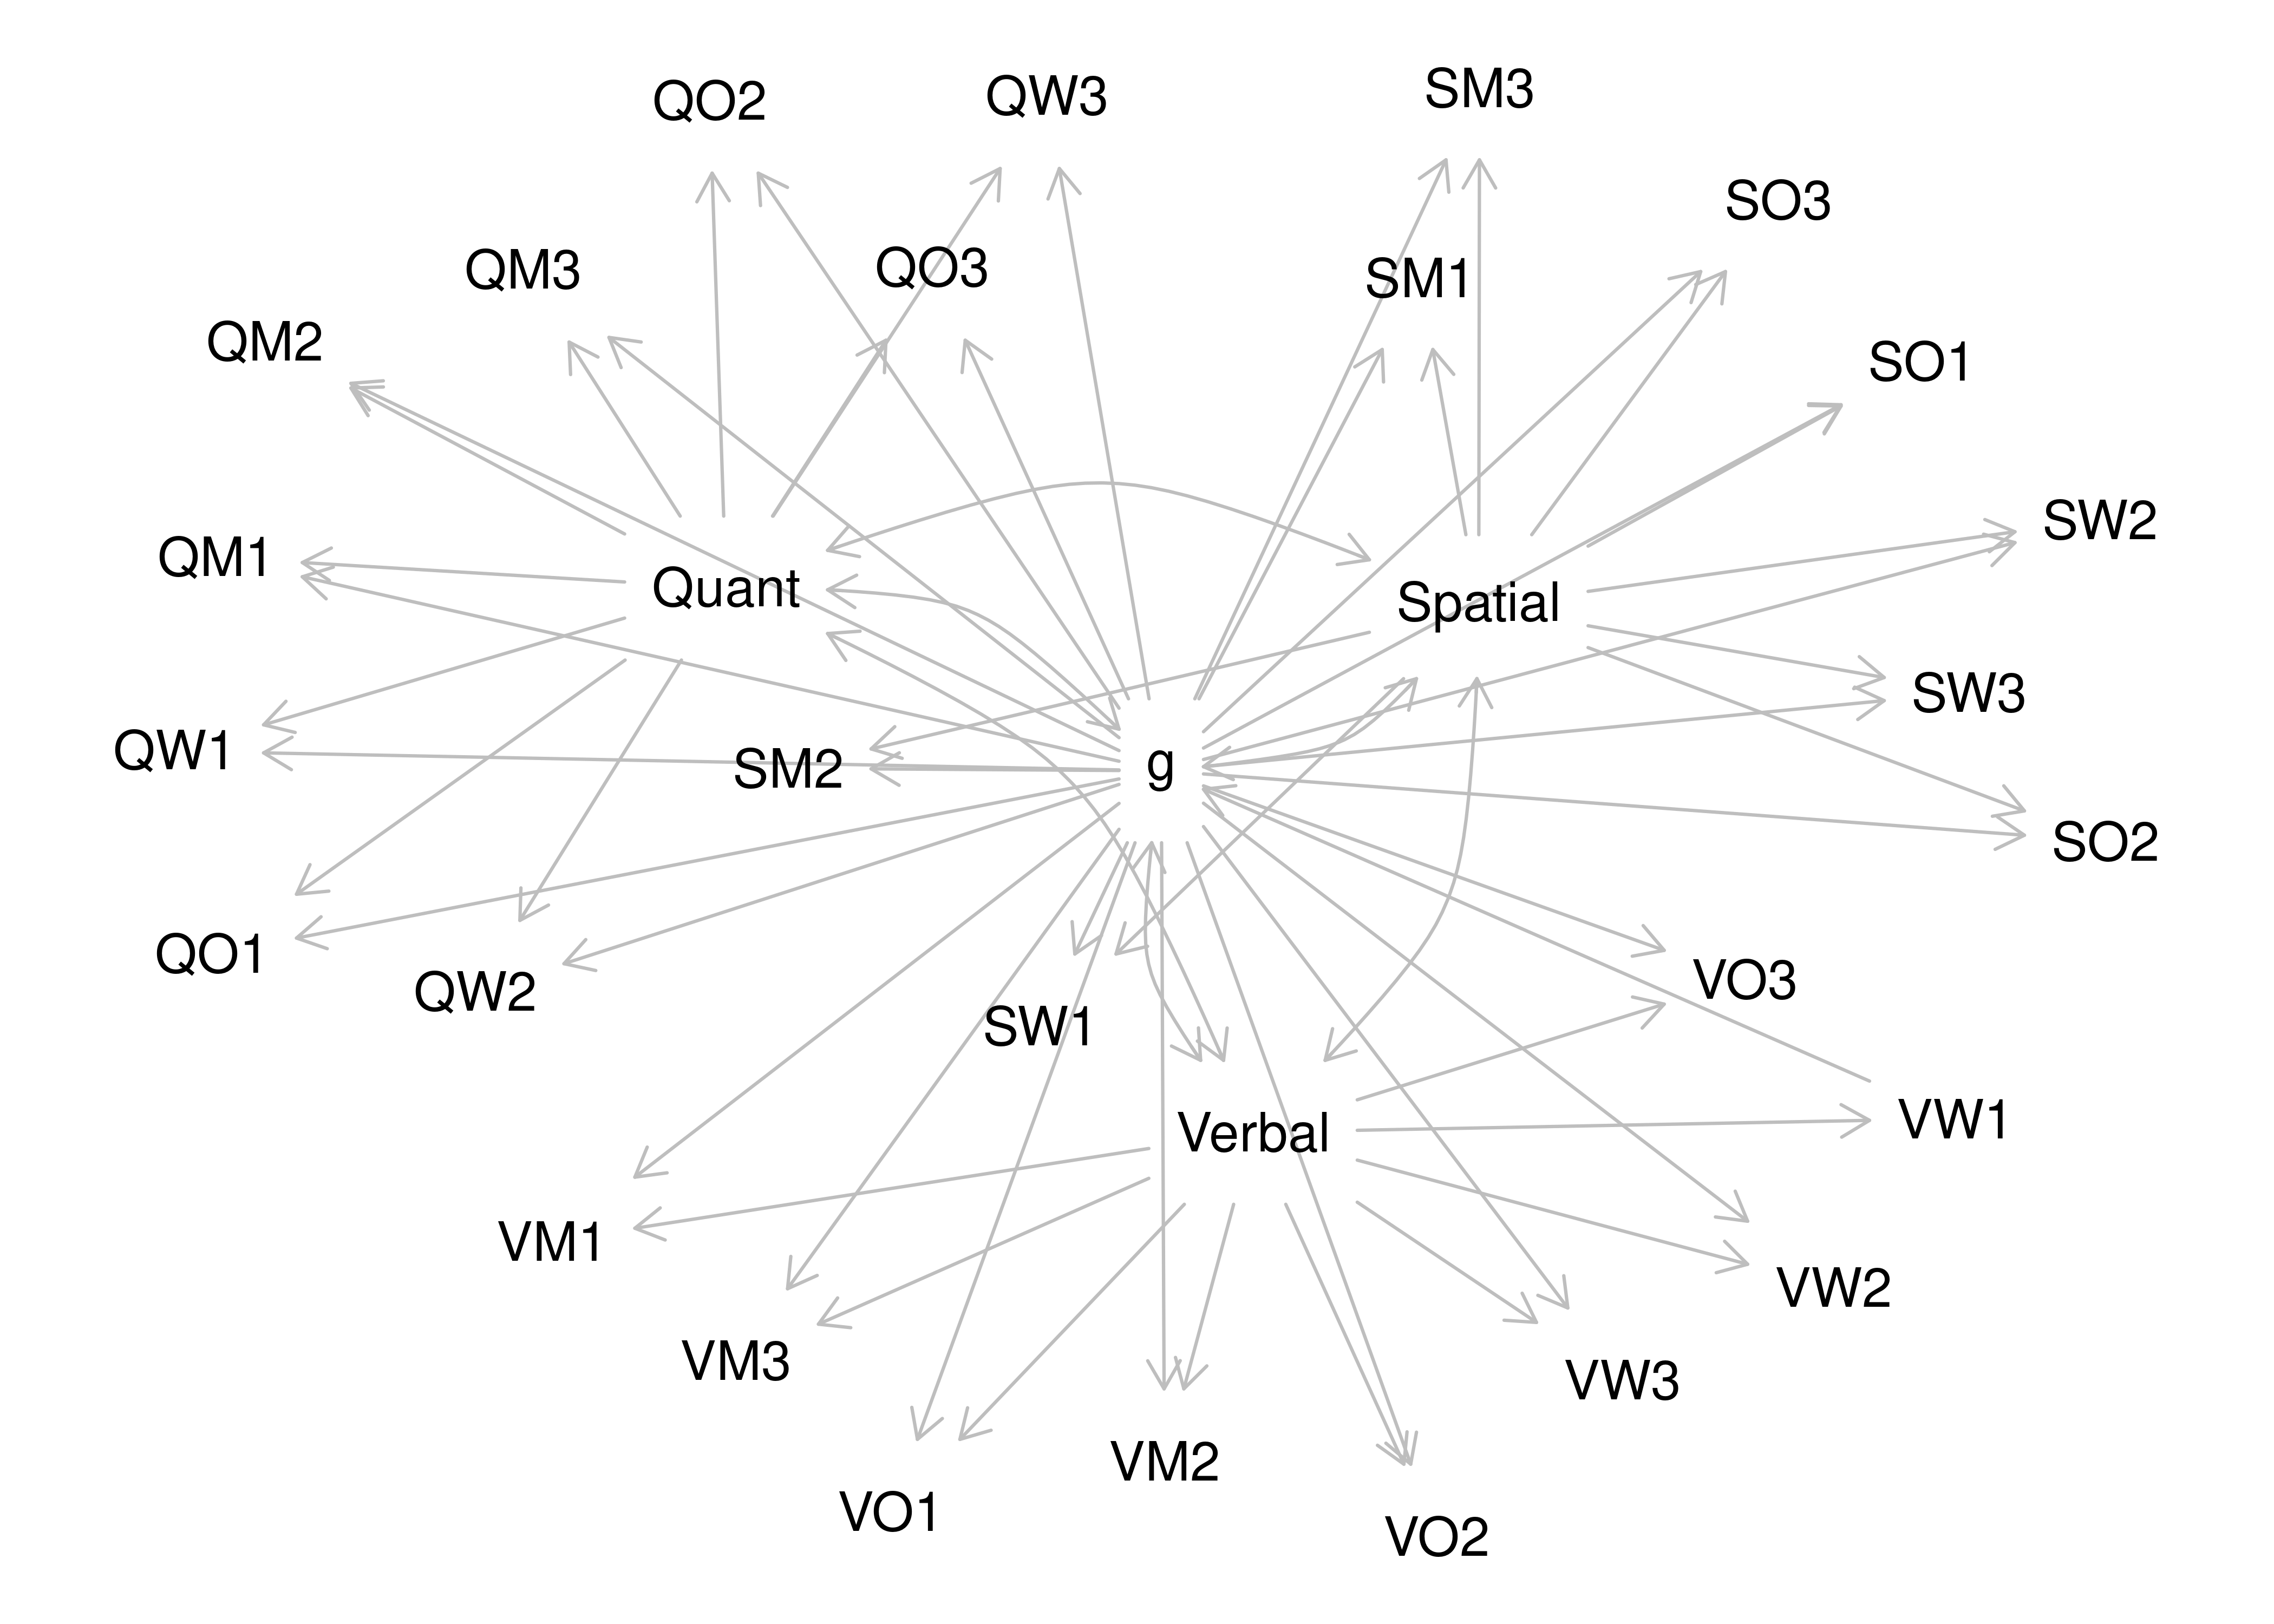 SM3
QW3
QO2
SO3
QO3
QM3
SM1
QM2
SO1
SW2
QM1
Quant
Spatial
SW3
QW1
SM2
g
SO2
QO1
VO3
QW2
SW1
VW1
Verbal
VM1
VW2
VM3
VW3
VM2
VO1
VO2